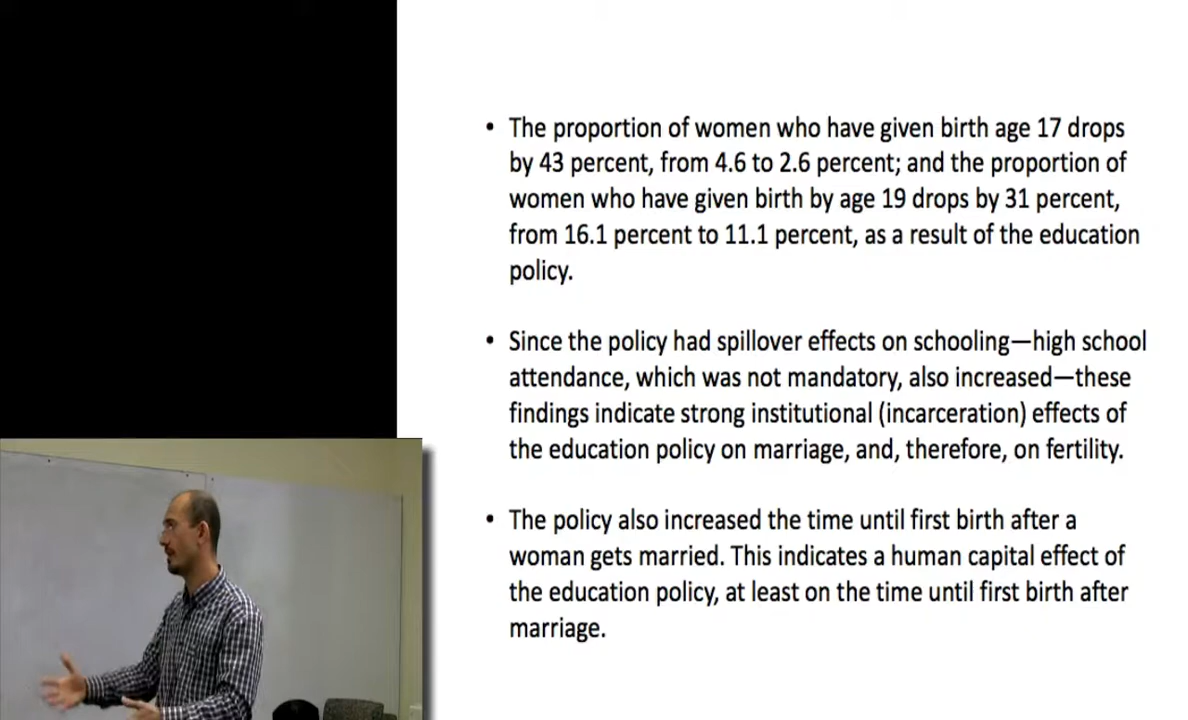 • The proportion of women who have given birth age 17 drops
by 43 percent, from 4.6 to 2.6 percent; and the proportion of
women who have given birth by age 19 drops by 31 percent,
from 16.1 percent to 11.1 percent, as a result of the education
policy.
• Since the policy had spillover effects on schooling—high school
attendance, which was not mandatory, also increased—these
findings indicate strong institutional (incarceration) effects of
the education policy on marriage, and, therefore, on fertility.
• The policy also increased the time until first birth after a
woman gets married. This indicates a human capital effect of
the education policy, at least on the time until first birth after
marriage.